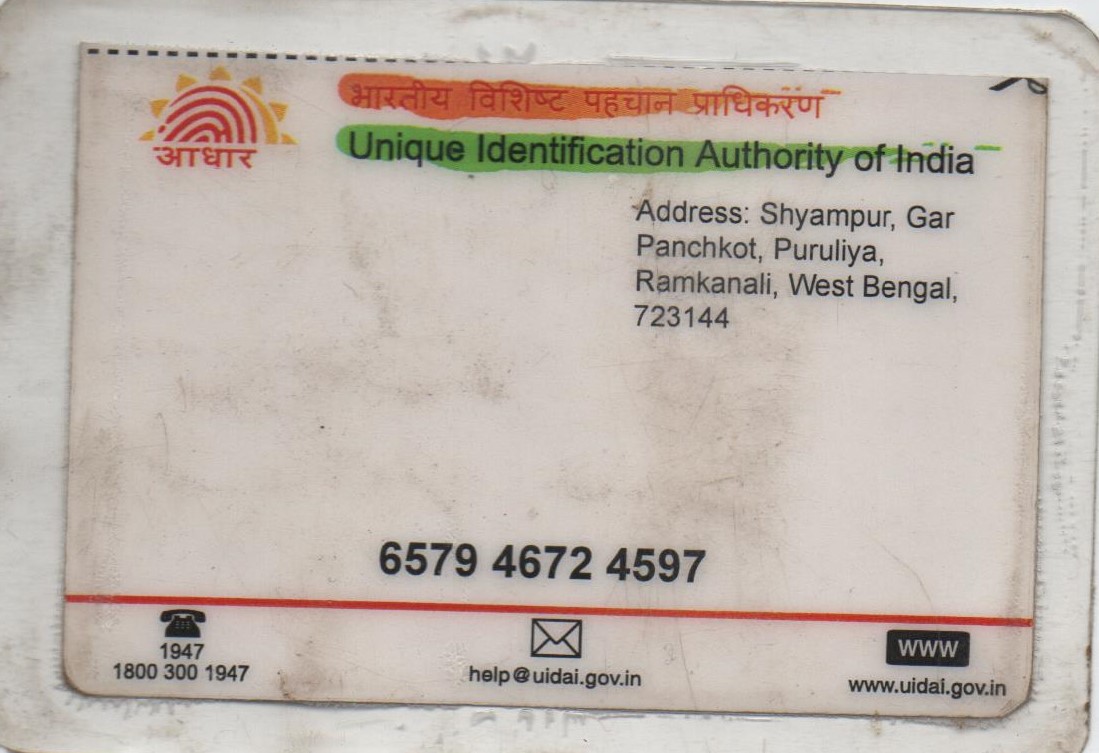 आधार
भारतीय विशिष्ट पहचान प्राधिकरण
Unique Identification Authority of India
Address: Shyampur, Gar
Panchkot, Puruliya,
Ramkanali, West Bengal,
723144
6579 4672 4597
1947
1800 300 1947
help@uidai.gov.in
WWW
www.uidai.gov.in